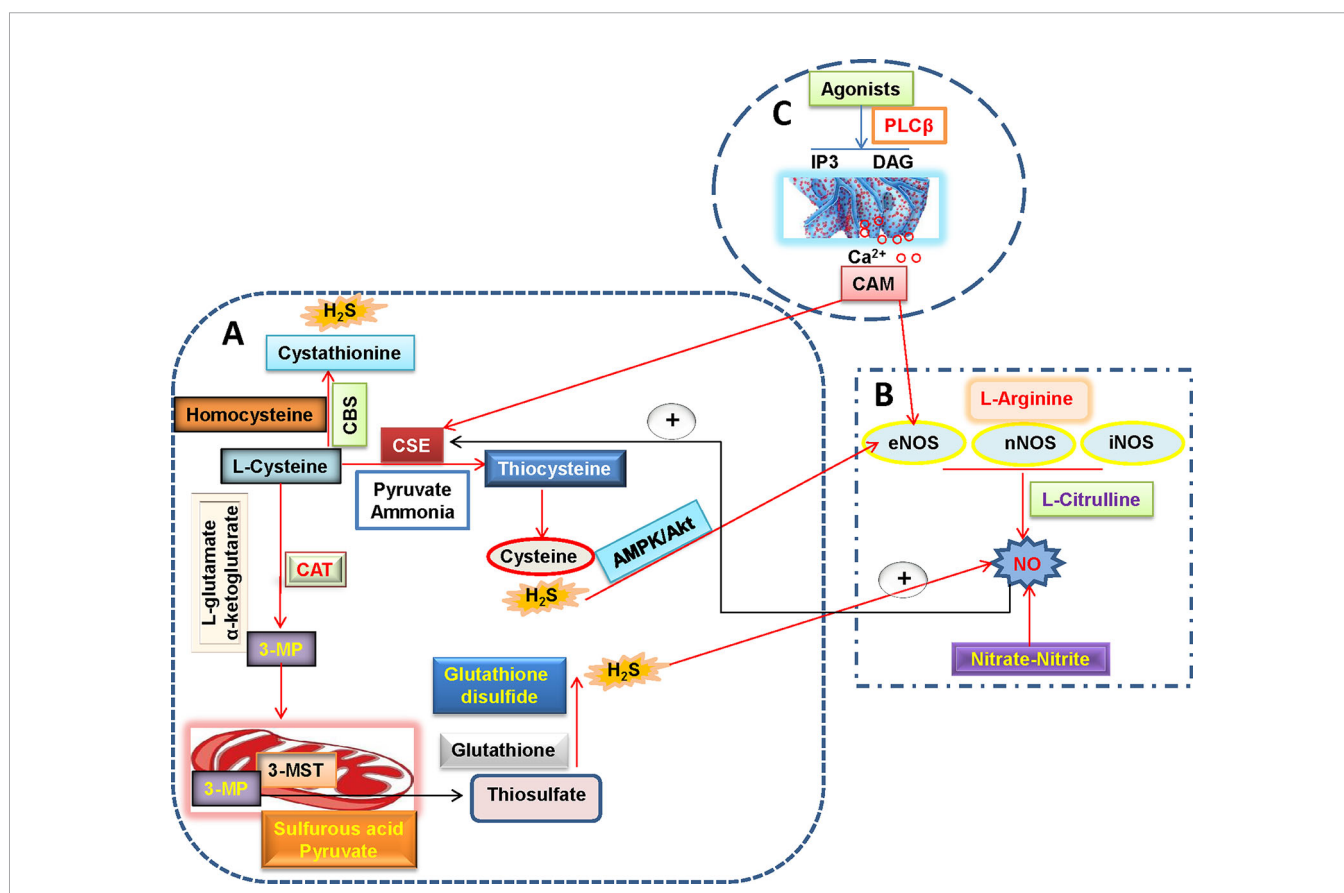 Agonists
C
PLCβ
IP3 DAG
Ca²⁺
CAM
A
H₂S
Cystathionine
Homocysteine
CBS
L-Cysteine
CSE
Pyruvate
Ammonia
Thiocysteine
Cysteine
H₂S
AMPK/Akt
L-glutamate
α-ketoglutarate
CAT
3-MP
Glutathione
disulfide
H₂S
Glutathione
3-MST
3-MP
Thiosulfate
Sulfurous acid
Pyruvate
+
+
B
L-Arginine
eNOS nNOS iNOS
L-Citrulline
NO
Nitrate-Nitrite